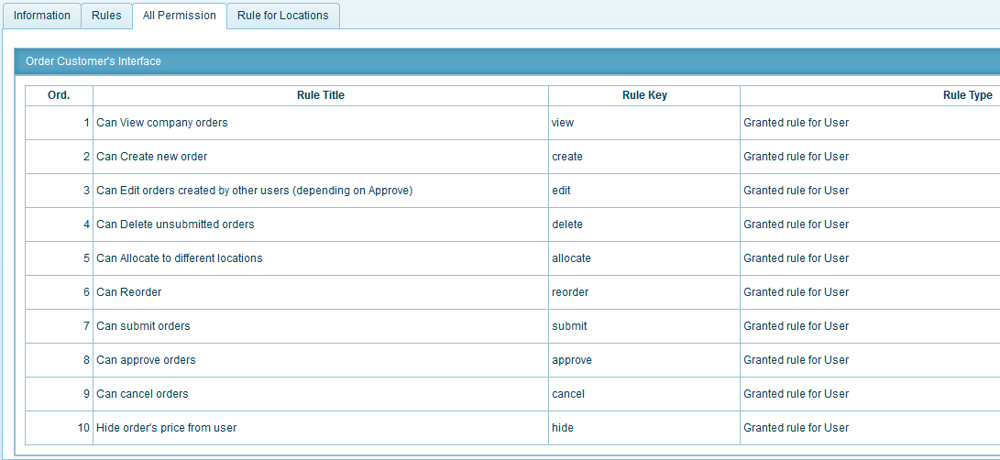 Information Rules All Permission Rule for Locations
Order Customer's Interface
Ord. Rule Title Rule Key Rule Type
1 Can View company orders view Granted rule for User
2 Can Create new order create Granted rule for User
3 Can Edit orders created by other users (depending on Approve) edit Granted rule for User
4 Can Delete unsubmitted orders delete Granted rule for User
5 Can Allocate to different locations allocate Granted rule for User
6 Can Reorder reorder Granted rule for User
7 Can submit orders submit Granted rule for User
8 Can approve orders approve Granted rule for User
9 Can cancel orders cancel Granted rule for User
10 Hide order's price from user hide Granted rule for User